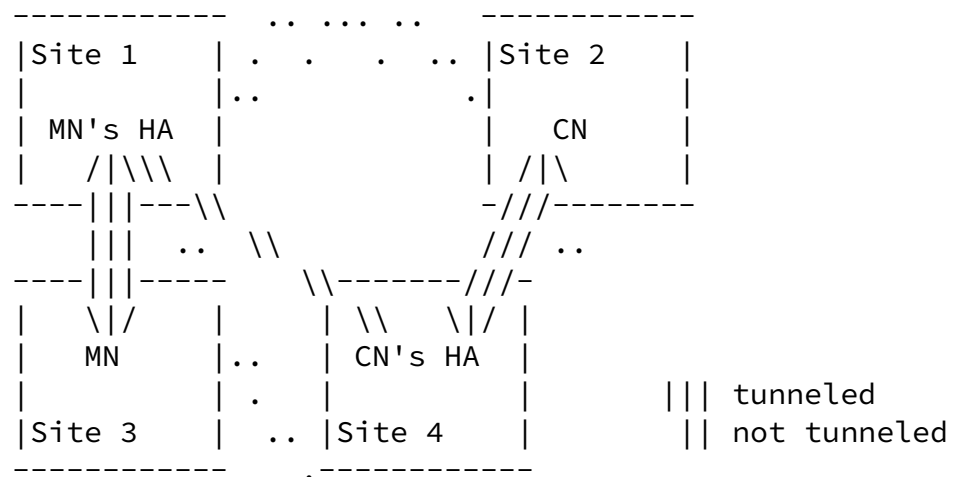 Site 1 Site 2
MN's HA CN
MN CN's HA
||| tunneled
Site 3 Site 4 || not tunneled